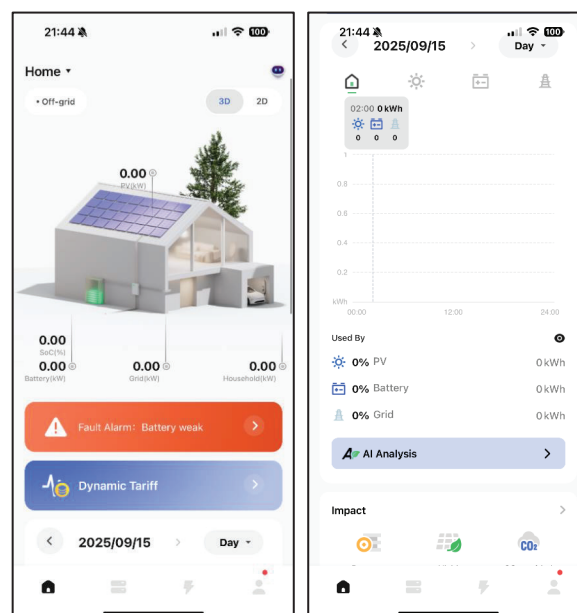 21:44
100
Home
• Off-grid
3D
2D
0.00
PV(kW)
0.00
SoC(%)
0.00
Battery(kW)
0.00
Grid(kW)
0.00
Household(kW)
Fault Alarm: Battery weak
Dynamic Tariff
2025/09/15
Day
21:44
100
2025/09/15
Day
02:00 0 kWh
0 0 0
1
0.8
0.6
0.4
0.2
kWh
00:00
12:00
24:00
Used By
0% PV
0 kWh
0% Battery
0 kWh
0% Grid
0 kWh
AI Analysis
Impact
CO₂